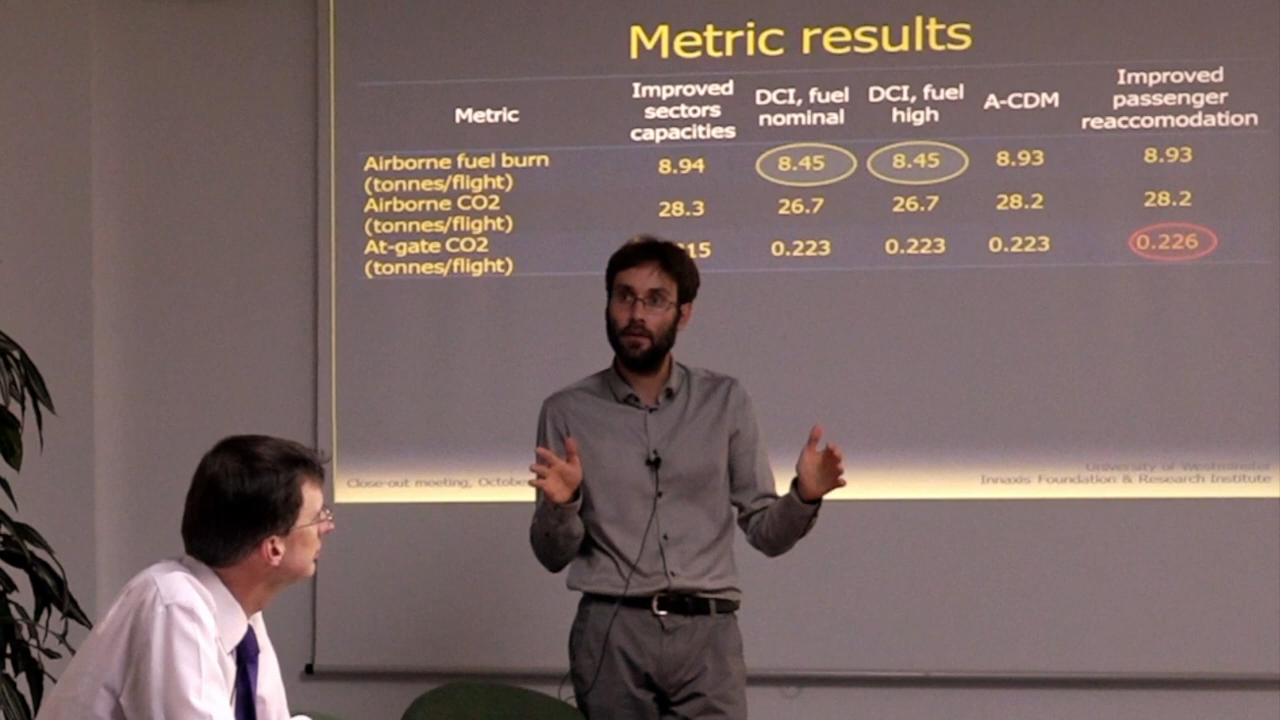 Metric results
Metric
Improved
sectors
capacities
DCI, fuel
nominal
DCI, fuel
high
A-CDM
Improved
passenger
reaccomodation
Airborne fuel burn
(tonnes/flight)
8.94 8.45 8.45 8.93 8.93
Airborne CO2
(tonnes/flight)
28.3 26.7 26.7 28.2 28.2
At-gate CO2
(tonnes/flight)
15 0.223 0.223 0.223 0.226
University of Westminster
Close-out meeting, Innaxis Foundation & Research Institute